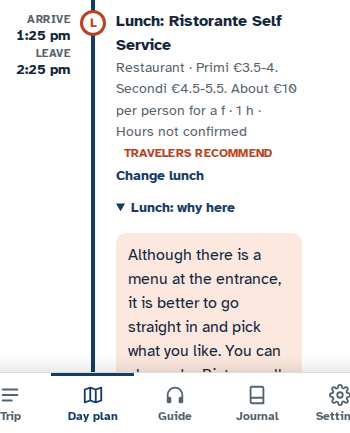 ARRIVE
1:25 pm
LEAVE
2:25 pm
L
Lunch: Ristorante Self
Service
Restaurant · Primi €3.5-4.
Secondi €4.5-5.5. About €10
per person for a f · 1 h ·
Hours not confirmed
TRAVELERS RECOMMEND
Change lunch
▼ Lunch: why here
Although there is a
menu at the entrance,
it is better to go
straight in and pick
what you like. You can
Trip
Day plan
Guide
Journal
Settin